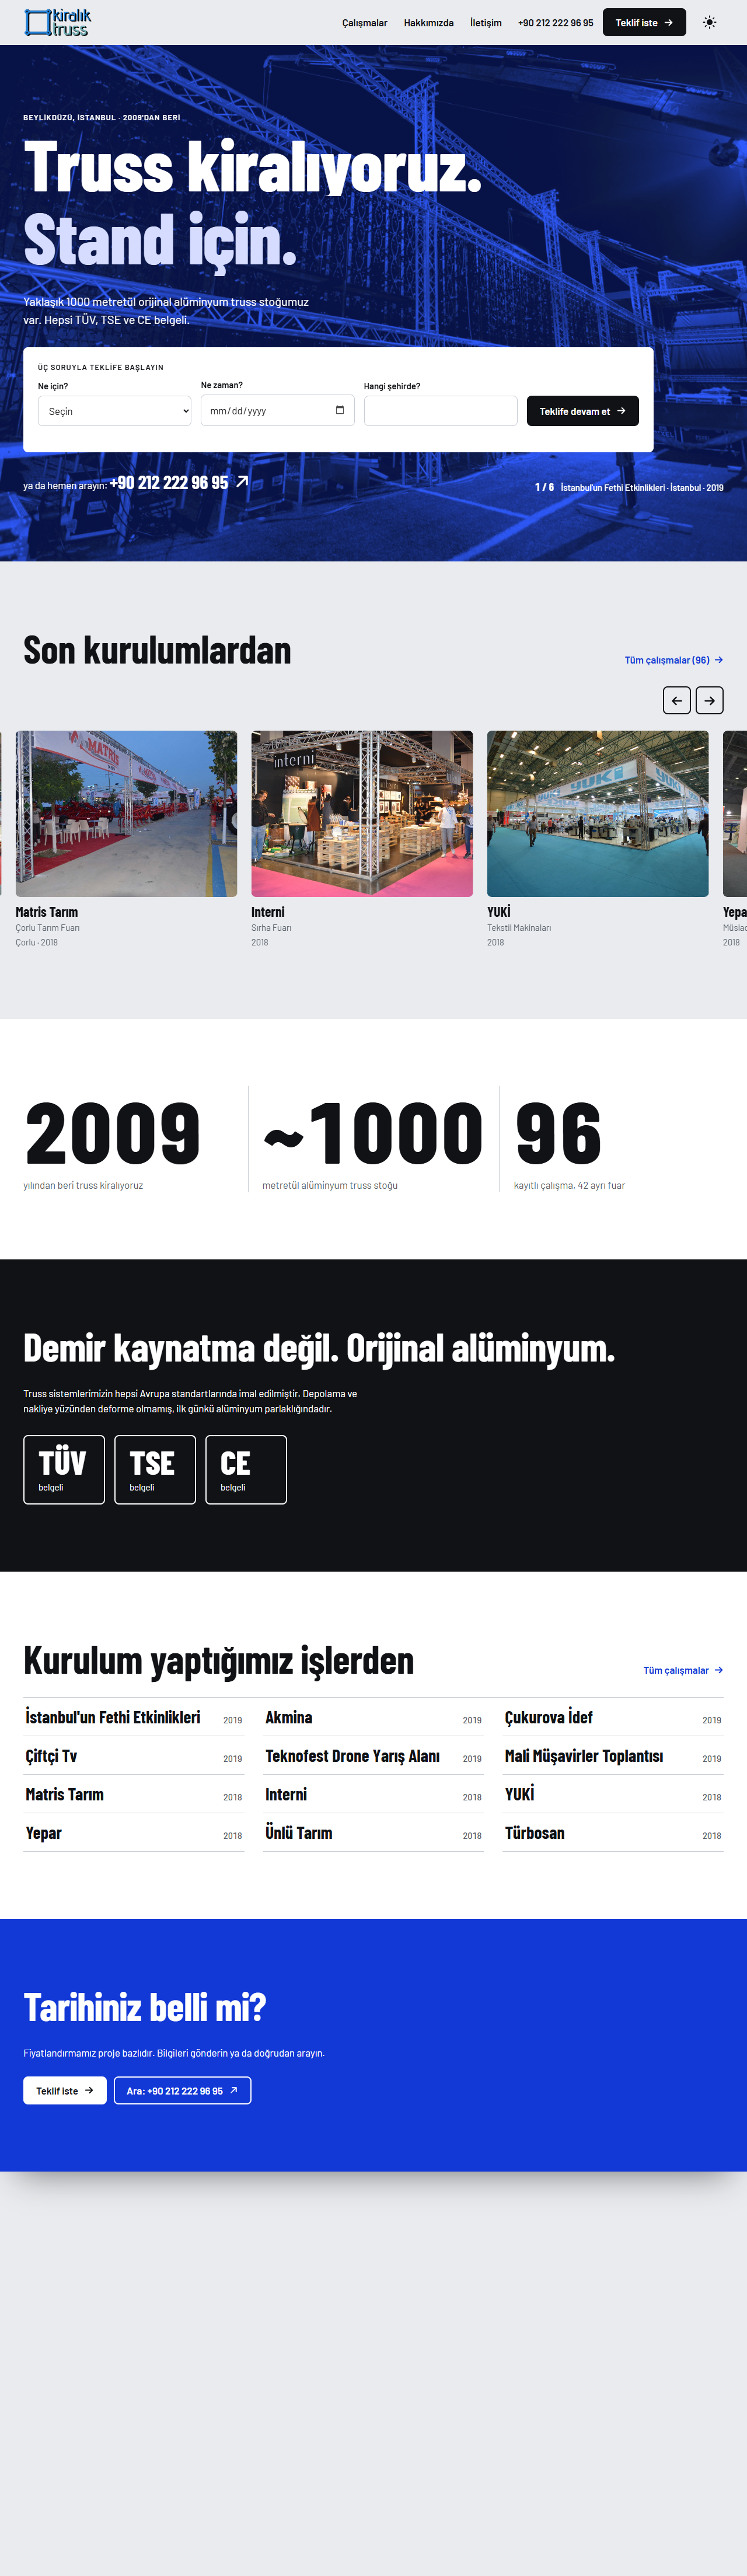 kiralık
truss
Çalışmalar
Hakkımızda
İletişim
+90 212 222 96 95
Teklif iste
BEYLİKDÜZÜ, İSTANBUL · 2009'DAN BERİ
Truss kiralıyoruz.
Stand için.
Yaklaşık 1000 metretül orijinal alüminyum truss stoğumuz
var. Hepsi TÜV, TSE ve CE belgeli.
ÜÇ SORUYLA TEKLİFE BAŞLAYIN
Ne için?
Ne zaman?
Hangi şehirde?
Seçin
mm/dd/yyyy
Teklife devam et
ya da hemen arayın: +90 212 222 96 95
1 / 6 İstanbul'un Fethi Etkinlikleri · İstanbul · 2019
Son kurulumlardan
Tüm çalışmalar (96)
MATRIS
interni
YUKİ
YUKİ
Matris Tarım
Çorlu Tarım Fuarı
Çorlu · 2018
Interni
Sırha Fuarı
2018
YUKİ
Tekstil Makinaları
2018
Yepa
Müsiad
2018
2009
yılından beri truss kiralıyoruz
~1000
metretül alüminyum truss stoğu
96
kayıtlı çalışma, 42 ayrı fuar
Demir kaynatma değil. Orijinal alüminyum.
Truss sistemlerimizin hepsi Avrupa standartlarında imal edilmiştir. Depolama ve
nakliye yüzünden deforme olmamış, ilk günkü alüminyum parlaklığındadır.
TÜV
belgeli
TSE
belgeli
CE
belgeli
Kurulum yaptığımız işlerden
Tüm çalışmalar
İstanbul'un Fethi Etkinlikleri 2019
Akmina 2019
Çukurova İdef 2019
Çiftçi Tv 2019
Teknofest Drone Yarış Alanı 2019
Mali Müşavirler Toplantısı 2019
Matris Tarım 2018
Interni 2018
YUKİ 2018
Yepar 2018
Ünlü Tarım 2018
Türbosan 2018
Tarihiniz belli mi?
Fiyatlandırmamız proje bazlıdır. Bilgileri gönderin ya da doğrudan arayın.
Teklif iste
Ara: +90 212 222 96 95